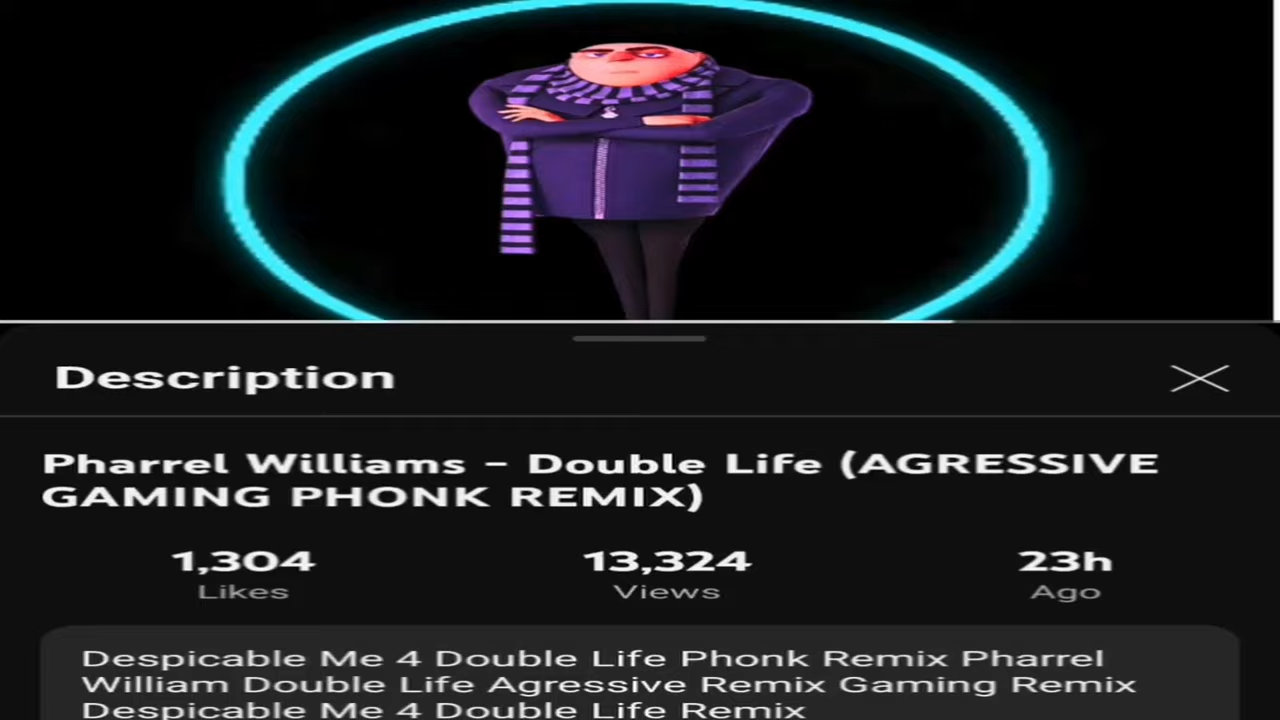 Description
Pharrel Williams - Double Life (AGRESSIVE
GAMING PHONK REMIX)
1,304 13,324 23h
Likes Views Ago
Despicable Me 4 Double Life Phonk Remix Pharrel
William Double Life Agressive Remix Gaming Remix
Despicable Me 4 Double Life Remix